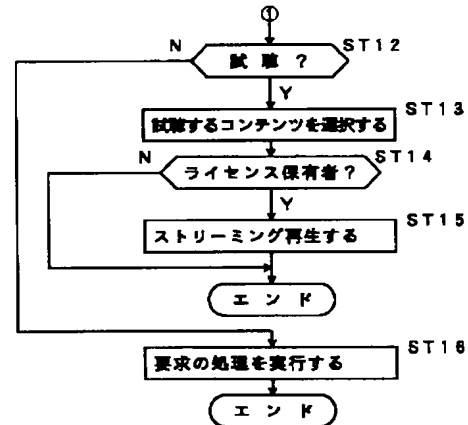 ①
N
ST12
試聴?
Y
ST13
試聴するコンテンツを選択する
N
ST14
ライセンス保有者?
Y
ST15
ストリーミング再生する
エンド
ST16
要求の処理を実行する
エンド